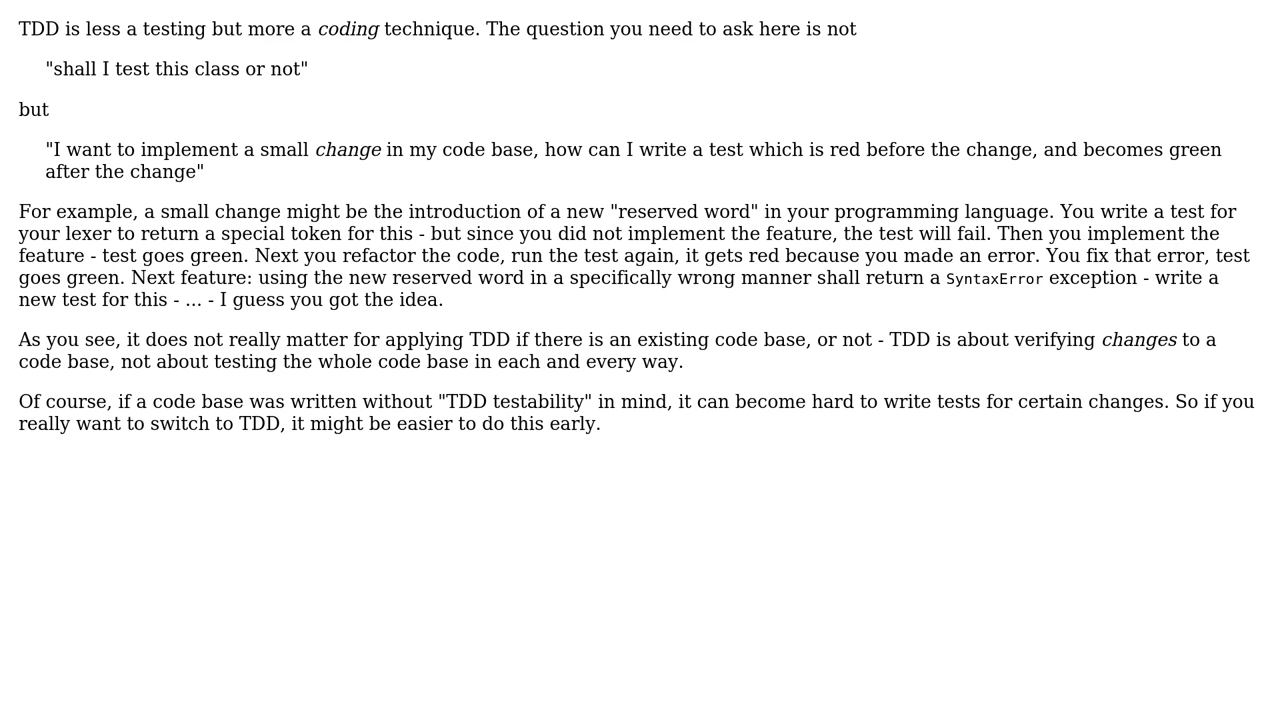 TDD is less a testing but more a coding technique. The question you need to ask here is not
"shall I test this class or not"
but
"I want to implement a small change in my code base, how can I write a test which is red before the change, and becomes green
after the change"
For example, a small change might be the introduction of a new "reserved word" in your programming language. You write a test for
your lexer to return a special token for this - but since you did not implement the feature, the test will fail. Then you implement the
feature - test goes green. Next you refactor the code, run the test again, it gets red because you made an error. You fix that error, test
goes green. Next feature: using the new reserved word in a specifically wrong manner shall return a SyntaxError exception - write a
new test for this - ... - I guess you got the idea.
As you see, it does not really matter for applying TDD if there is an existing code base, or not - TDD is about verifying changes to a
code base, not about testing the whole code base in each and every way.
Of course, if a code base was written without "TDD testability" in mind, it can become hard to write tests for certain changes. So if you
really want to switch to TDD, it might be easier to do this early.